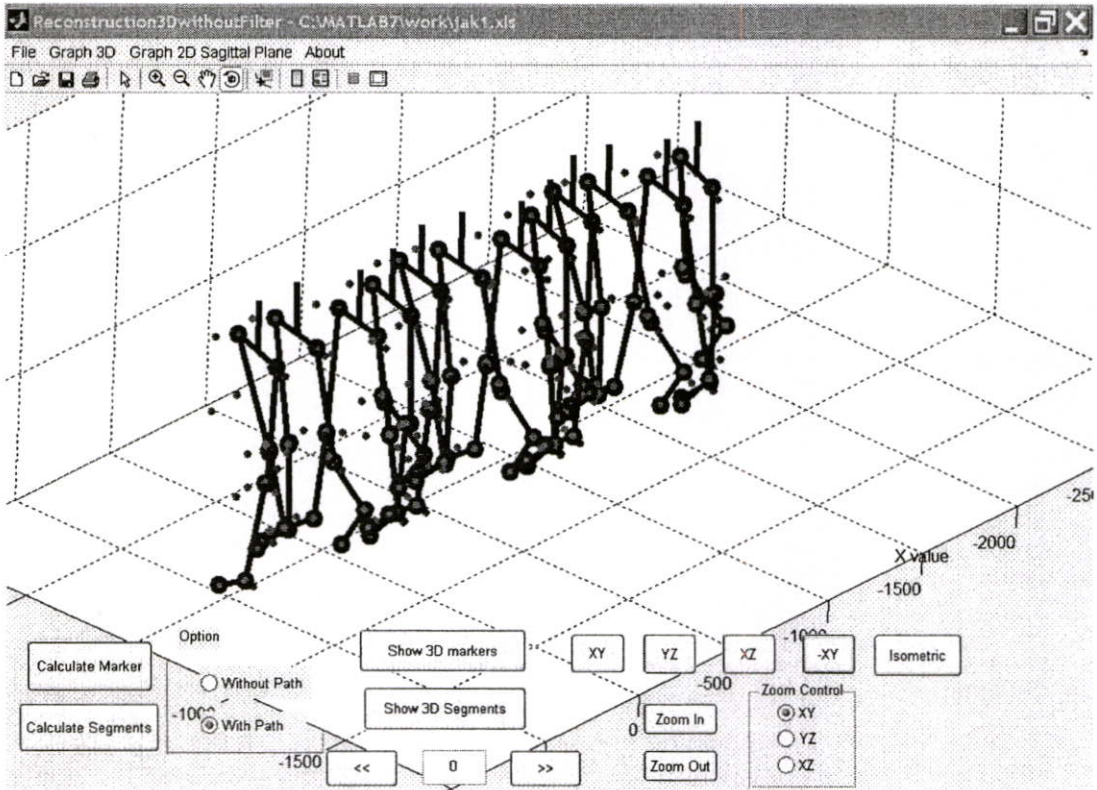 Reconstruction3DwithoutFilter - C:\MATLAB7\work\jak1.xls
File Graph 3D Graph 2D Sagittal Plane About
-250
-2000
X value
-1500
-1000
-500
0
Option
Calculate Marker
Without Path
-1000
With Path
Calculate Segments
-1500
Show 3D markers
Show 3D Segments
<< 0 >>
XY YZ XZ -XY Isometric
Zoom In
Zoom Out
Zoom Control
XY
YZ
XZ